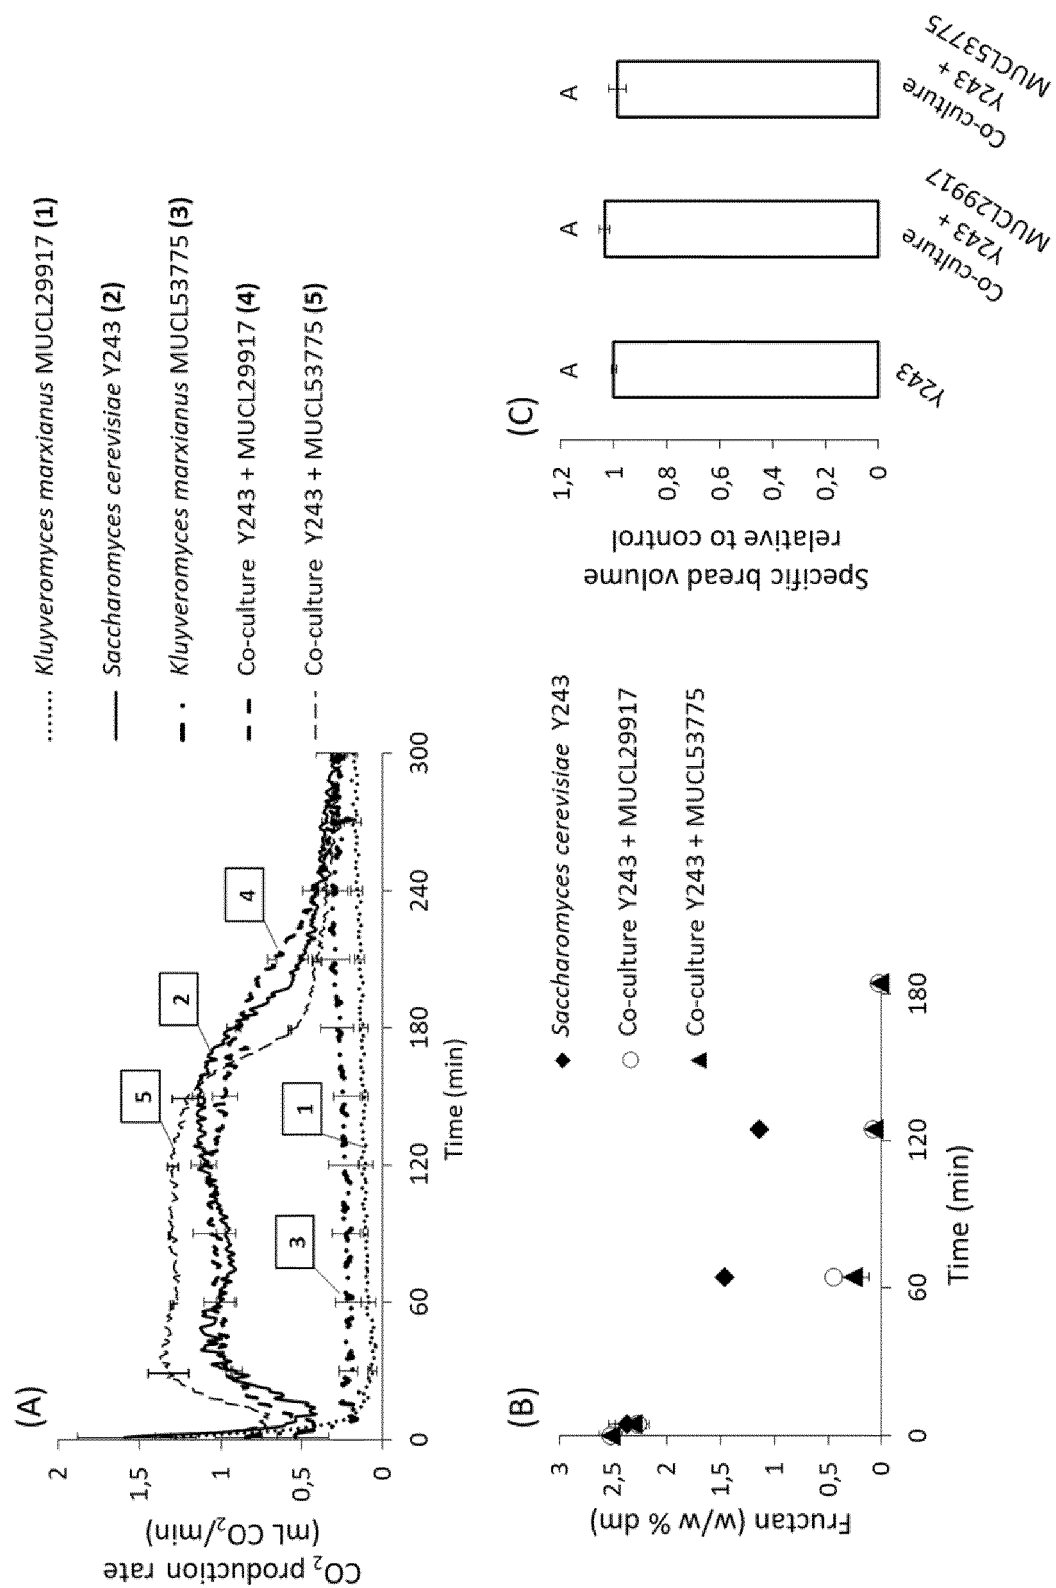 (A)
CO₂ production rate
(mL CO₂/min)
2
1,5
1
0,5
0
0
60
120
180
240
300
Time (min)
5
2
4
3
1
Kluyveromyces marxianus MUCL29917 (1)
Saccharomyces cerevisiae Y243 (2)
Kluyveromyces marxianus MUCL53775 (3)
Co-culture Y243 + MUCL29917 (4)
Co-culture Y243 + MUCL53775 (5)
(B)
Fructan (w/w % dm)
3
2,5
2
1
0,5
0
0
60
120
180
Time (min)
Saccharomyces cerevisiae Y243
Co-culture Y243 + MUCL29917
Co-culture Y243 + MUCL53775
(C)
Specific bread volume
relative to control
1,2
1
0,8
0,6
0,4
0,2
0
A
A
A
Y243
Co-culture
Y243 +
MUCL29917
Co-culture
Y243 +
MUCL53775